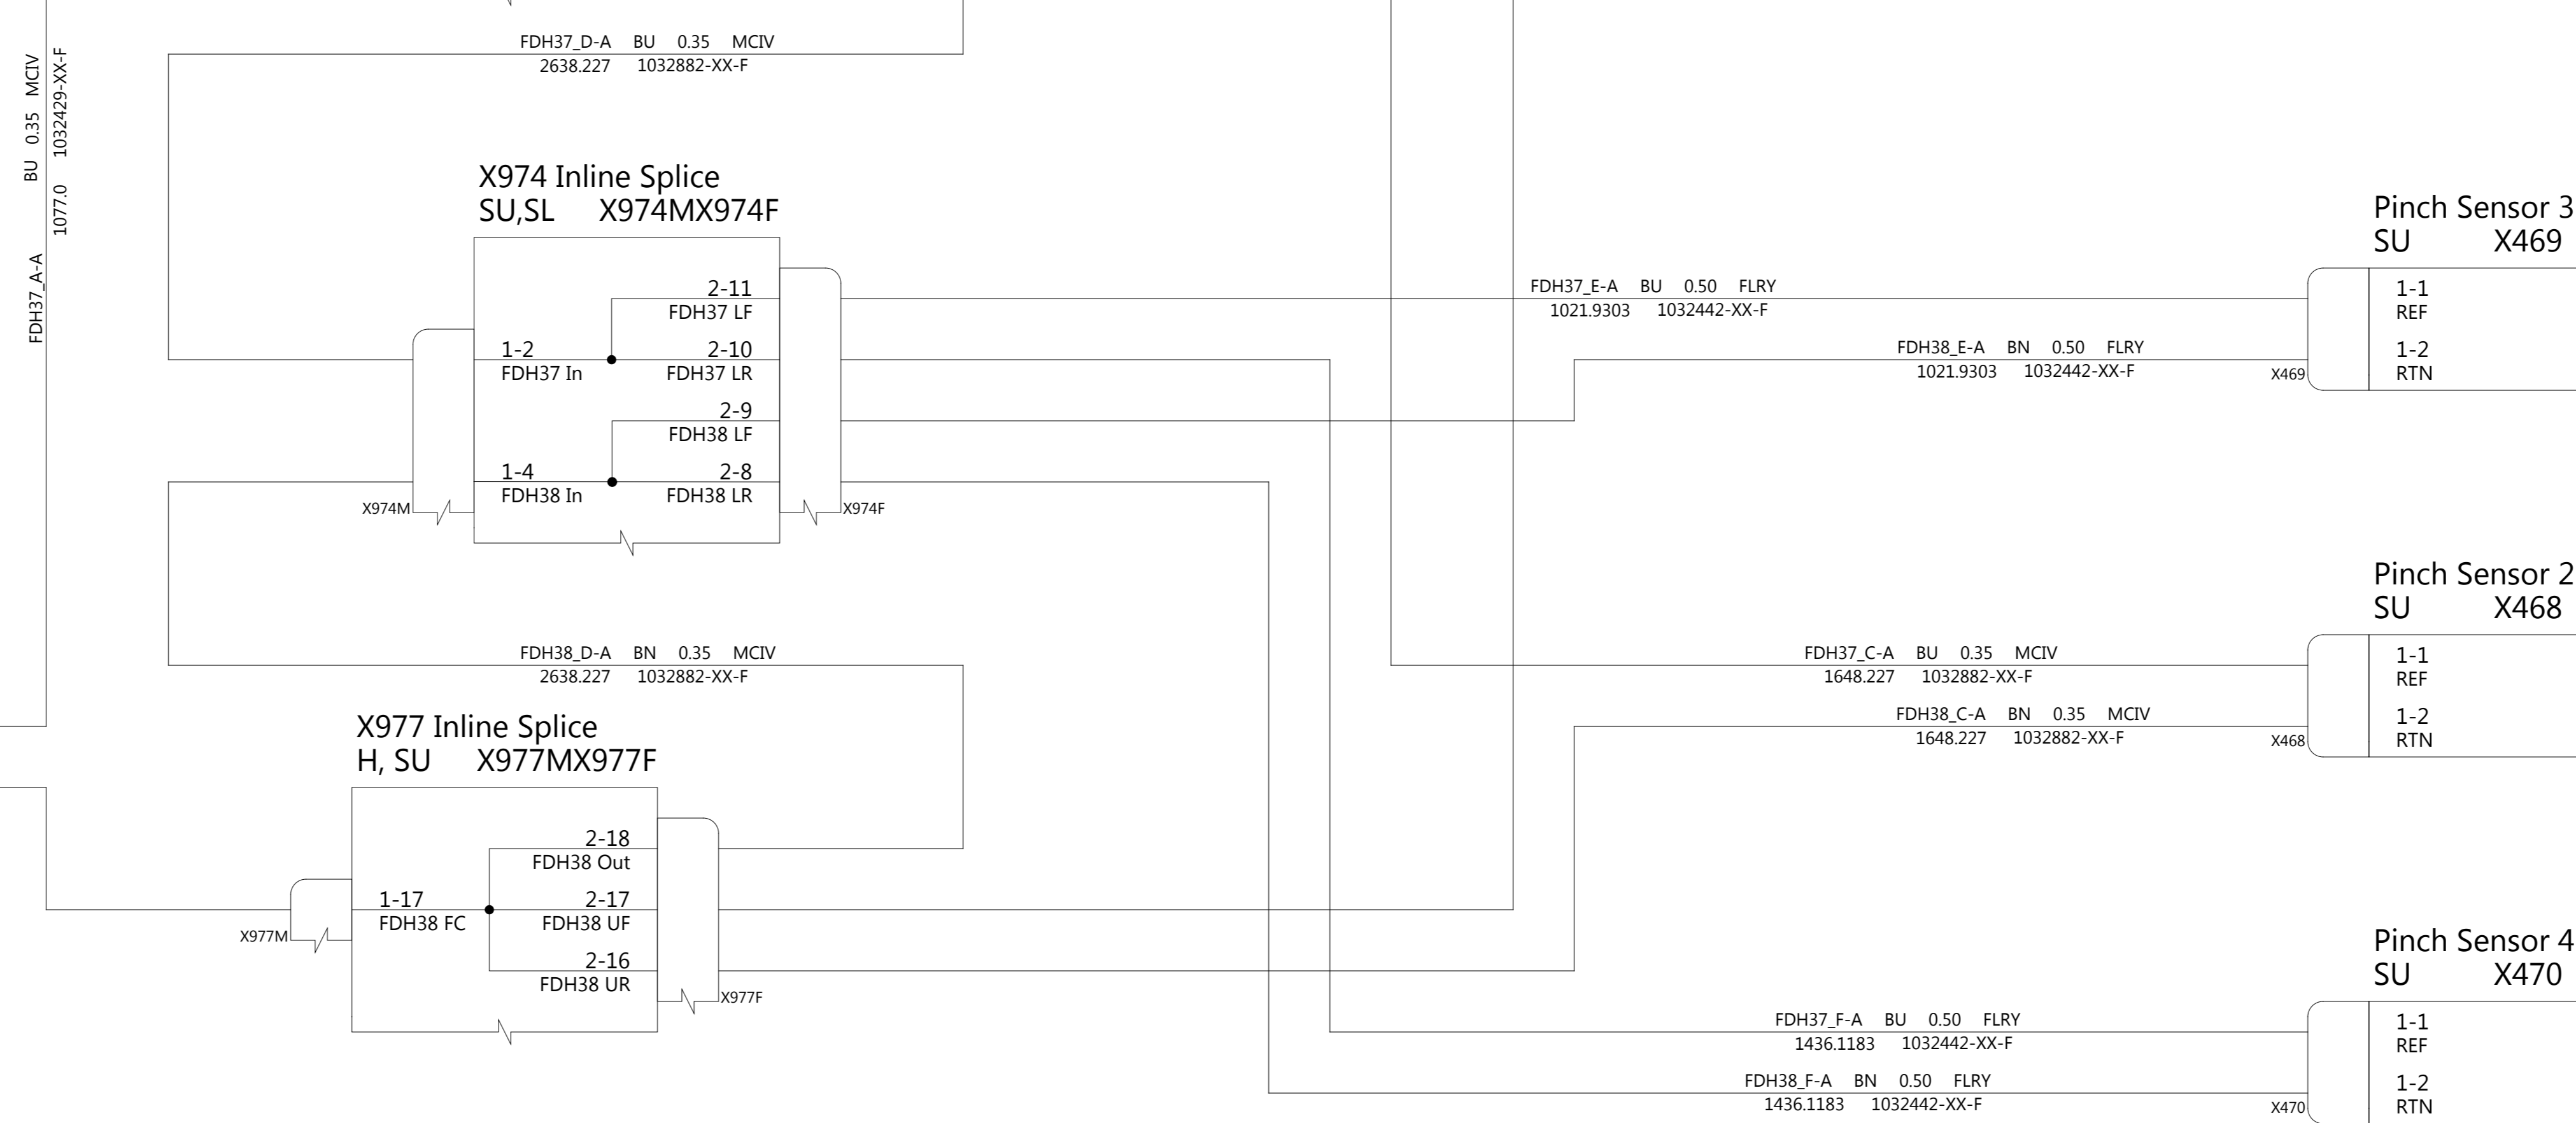 FDH37_D-A BU 0.35 MCIV
2638.227 1032882-XX-F
FDH37_A-A BU 0.35 MCIV
1077.0 1032429-XX-F
X974 Inline Splice
SU,SL X974MX974F
2-11
FDH37 LF
1-2 2-10
FDH37 In FDH37 LR
2-9
FDH38 LF
1-4 2-8
FDH38 In FDH38 LR
X974M X974F
FDH37_E-A BU 0.50 FLRY
1021.9303 1032442-XX-F
FDH38_E-A BN 0.50 FLRY
1021.9303 1032442-XX-F
Pinch Sensor 3
SU X469
1-1
REF
1-2
X469 RTN
FDH38_D-A BN 0.35 MCIV
2638.227 1032882-XX-F
X977 Inline Splice
H, SU X977MX977F
2-18
FDH38 Out
1-17 2-17
FDH38 FC FDH38 UF
X977M
2-16
FDH38 UR
X977F
FDH37_C-A BU 0.35 MCIV
1648.227 1032882-XX-F
FDH38_C-A BN 0.35 MCIV
1648.227 1032882-XX-F
Pinch Sensor 2
SU X468
1-1
REF
1-2
X468 RTN
FDH37_F-A BU 0.50 FLRY
1436.1183 1032442-XX-F
FDH38_F-A BN 0.50 FLRY
1436.1183 1032442-XX-F
Pinch Sensor 4
SU X470
1-1
REF
1-2
X470 RTN